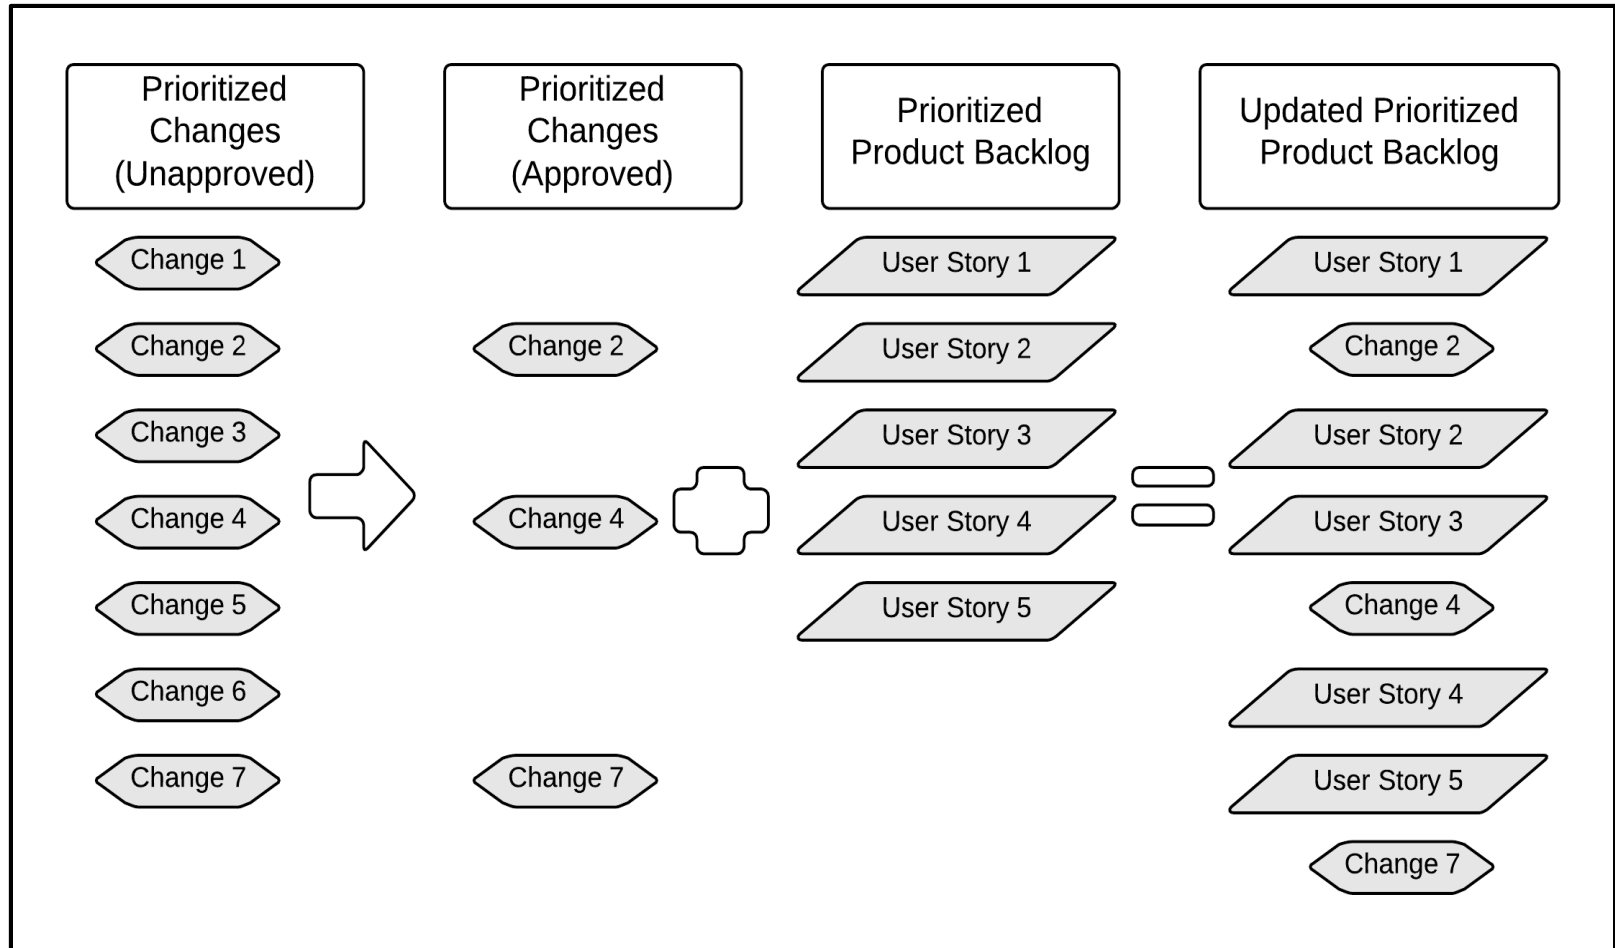 Prioritized
Changes
(Unapproved)
Prioritized
Changes
(Approved)
Prioritized
Product Backlog
Updated Prioritized
Product Backlog
Change 1
Change 2
Change 3
Change 4
Change 5
Change 6
Change 7
Change 2
Change 4
Change 7
User Story 1
User Story 2
User Story 3
User Story 4
User Story 5
User Story 1
Change 2
User Story 2
User Story 3
Change 4
User Story 4
User Story 5
Change 7